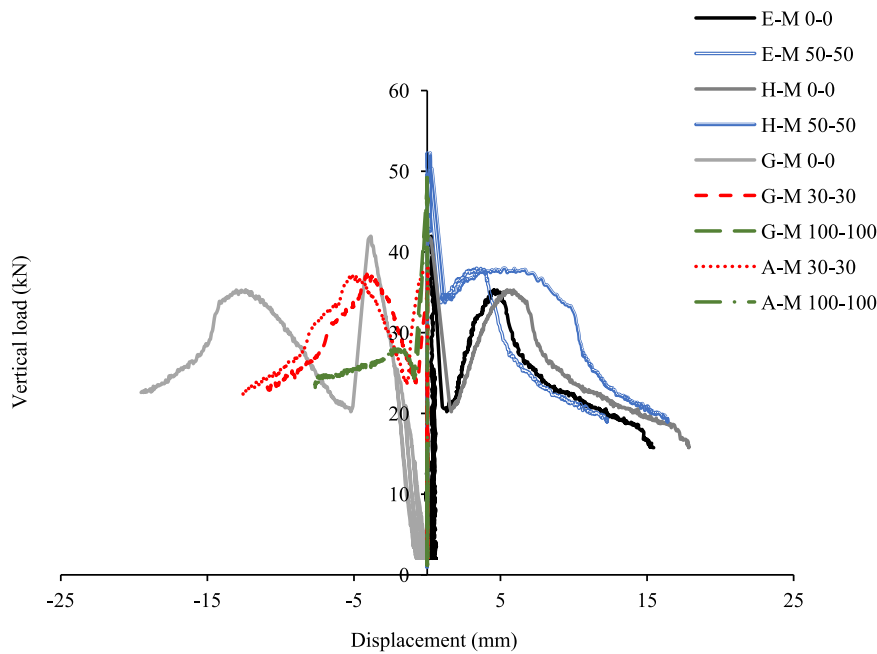 E-M 0-0
E-M 50-50
H-M 0-0
H-M 50-50
G-M 0-0
G-M 30-30
G-M 100-100
A-M 30-30
A-M 100-100
60
50
40
30
20
10
0
-25
-15
-5
5
15
25
Vertical load (kN)
Displacement (mm)